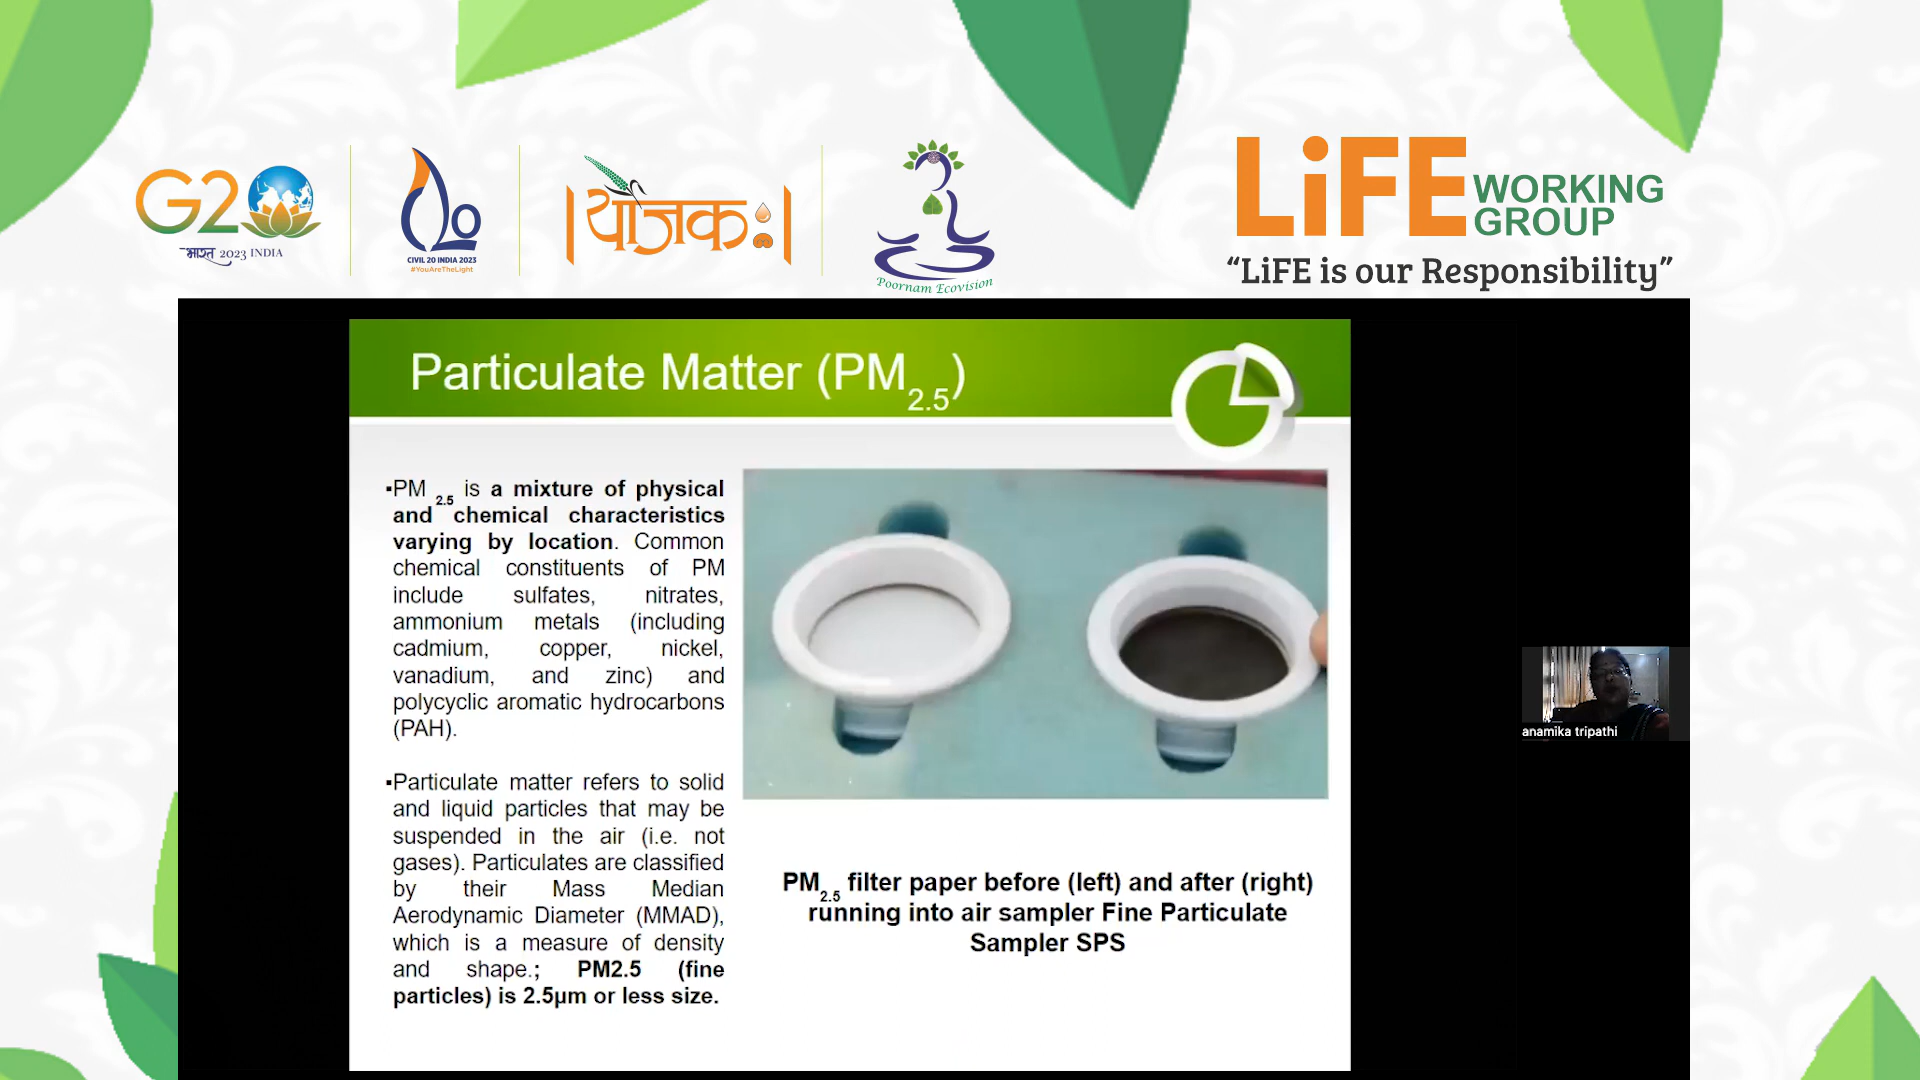 G20
भारत 2023 INDIA
C20
CIVIL 20 INDIA 2023
#YouAreTheLight
योजकः
Poornam Ecovision
LiFE WORKING GROUP
“LiFE is our Responsibility”
Particulate Matter (PM2.5)
▪PM 2.5 is a mixture of physical
and chemical characteristics
varying by location. Common
chemical constituents of PM
include sulfates, nitrates,
ammonium metals (including
cadmium, copper, nickel,
vanadium, and zinc) and
polycyclic aromatic hydrocarbons
(PAH).
▪Particulate matter refers to solid
and liquid particles that may be
suspended in the air (i.e. not
gases). Particulates are classified
by their Mass Median
Aerodynamic Diameter (MMAD),
which is a measure of density
and shape.; PM2.5 (fine
particles) is 2.5µm or less size.
PM2.5 filter paper before (left) and after (right)
running into air sampler Fine Particulate
Sampler SPS
anamika tripathi